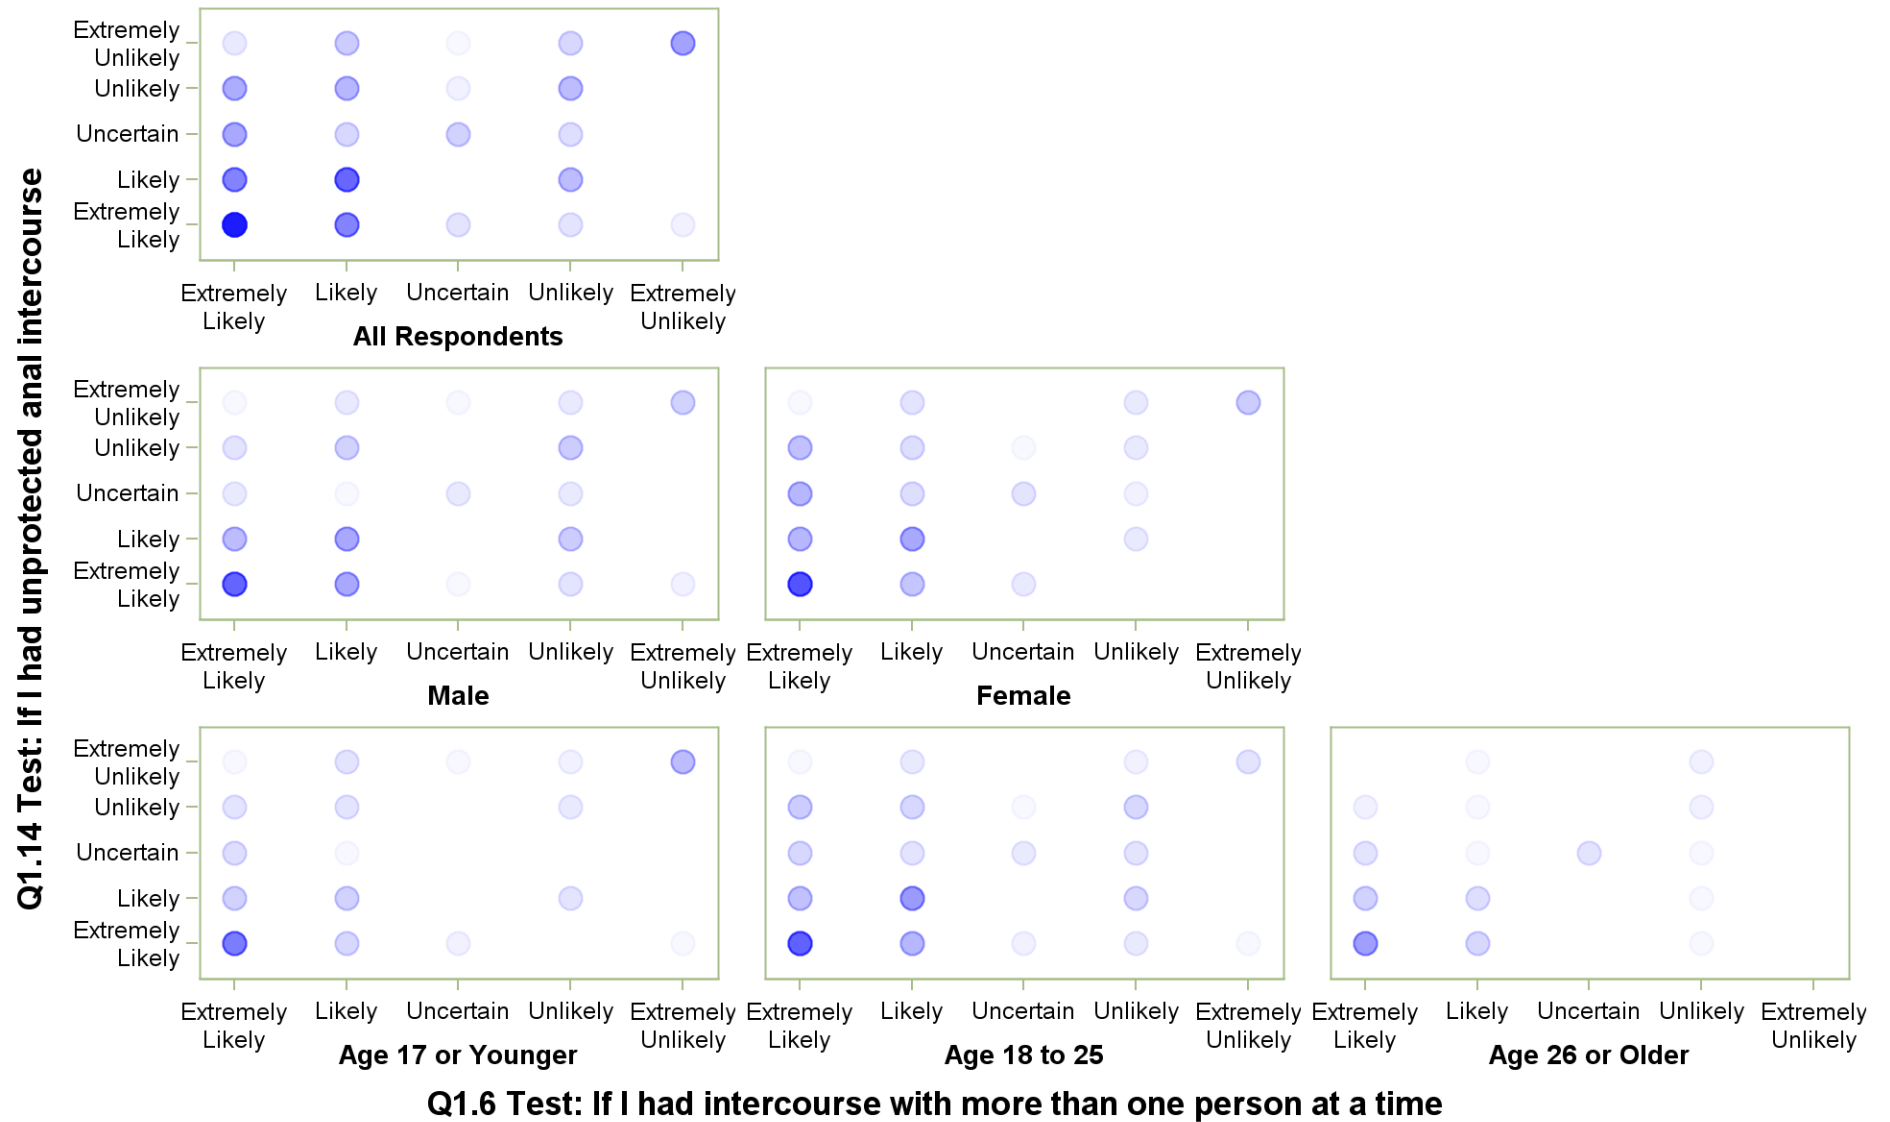 Q1.14 Test: If I had unprotected anal intercourse
Extremely
Unlikely
Unlikely
Uncertain
Likely
Extremely
Likely
Extremely Likely Uncertain Unlikely Extremely
Likely Unlikely
All Respondents
Extremely
Unlikely
Unlikely
Uncertain
Likely
Extremely
Likely
Extremely Likely Uncertain Unlikely Extremely
Likely Unlikely
Male
Extremely Likely Uncertain Unlikely Extremely
Likely Unlikely
Female
Extremely
Unlikely
Unlikely
Uncertain
Likely
Extremely
Likely
Extremely Likely Uncertain Unlikely Extremely
Likely Unlikely
Age 17 or Younger
Extremely Likely Uncertain Unlikely Extremely
Likely Unlikely
Age 18 to 25
Extremely Likely Uncertain Unlikely Extremely
Likely Unlikely
Age 26 or Older
Q1.6 Test: If I had intercourse with more than one person at a time